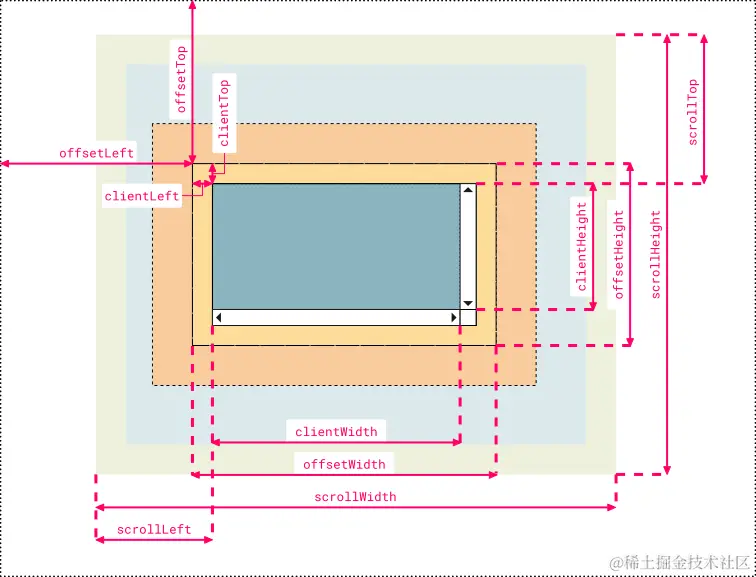 offsetTop
clientTop
scrollTop
offsetLeft
clientLeft
clientHeight
offsetHeight
scrollHeight
clientWidth
offsetWidth
scrollWidth
scrollLeft
@稀土掘金技术社区